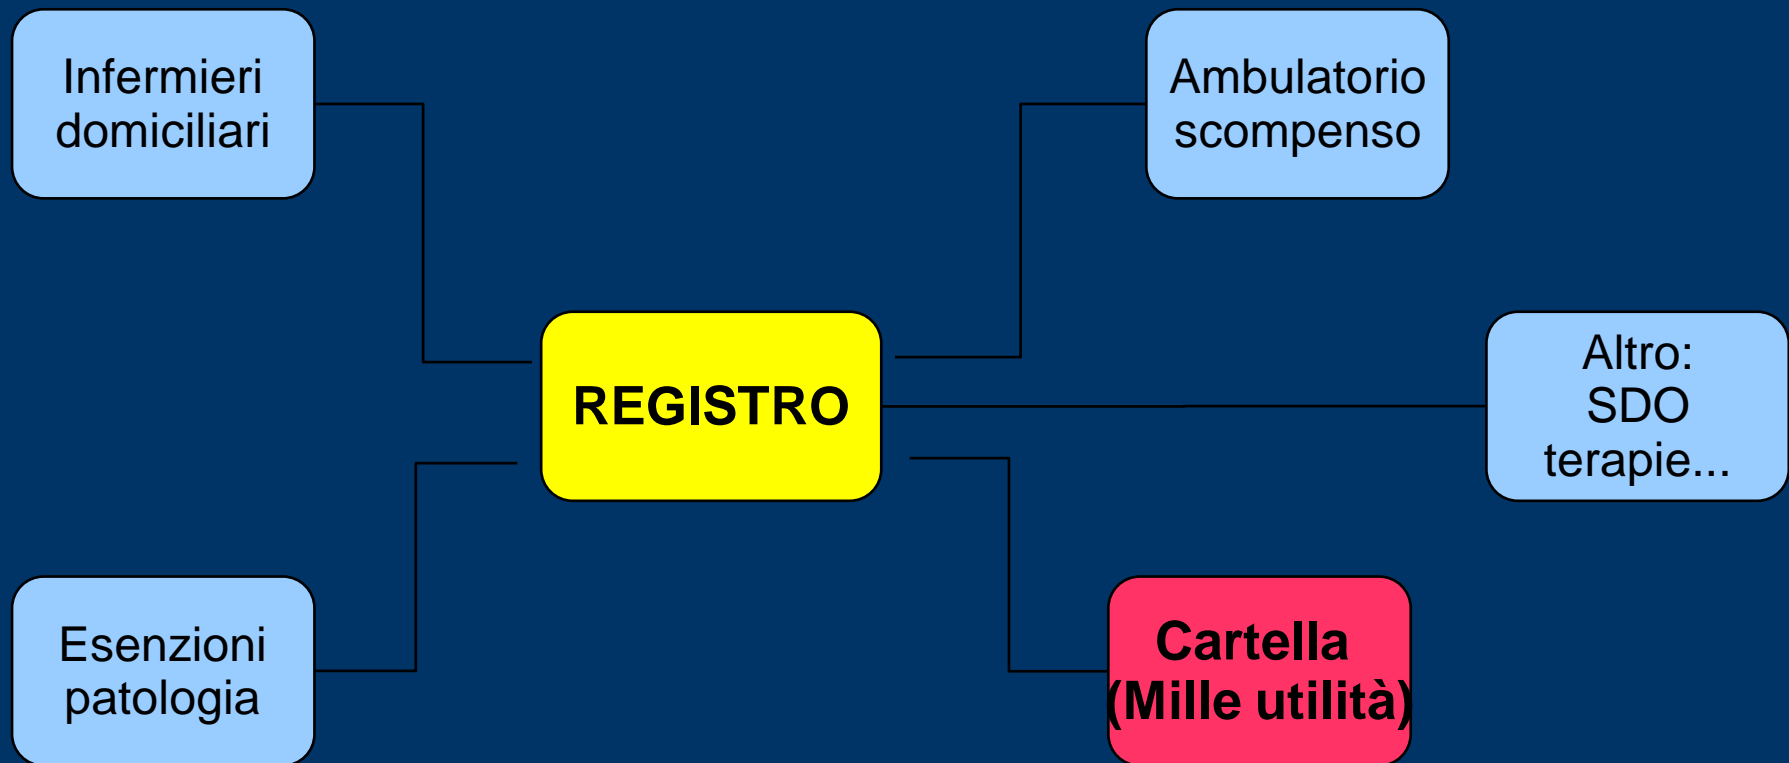 Infermieri
domiciliari
Ambulatorio
scompenso
REGISTRO
Altro:
SDO
terapie...
Esenzioni
patologia
Cartella
(Mille utilità)